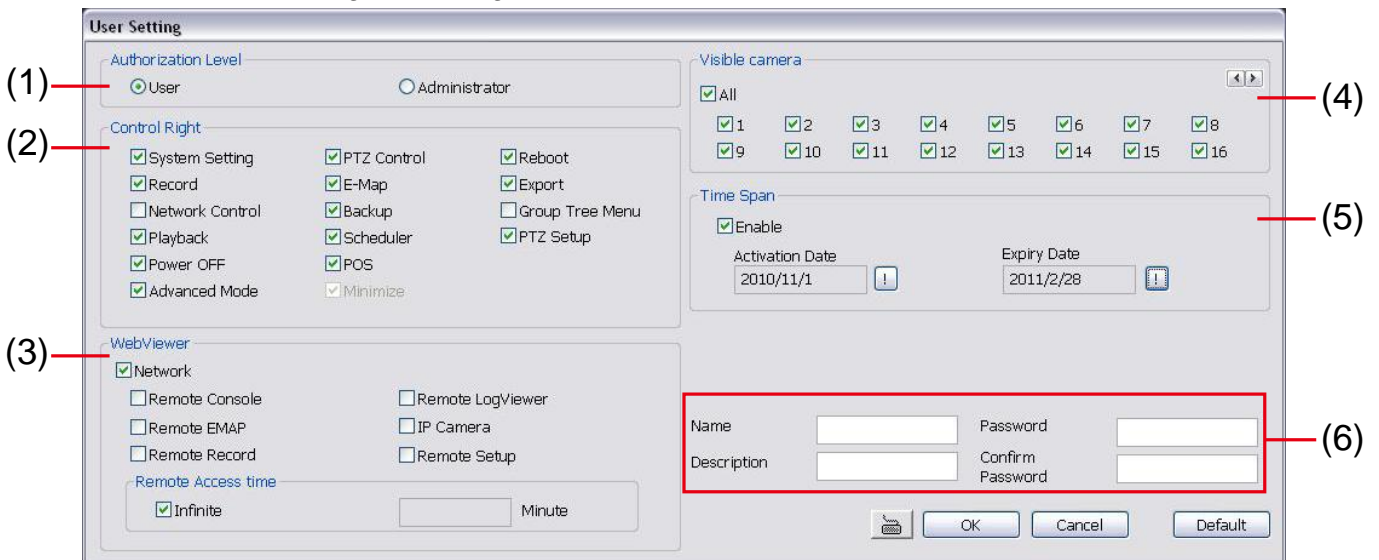 User Setting
(1)
Authorization Level
User Administrator
(2)
Control Right
System Setting PTZ Control Reboot
Record E-Map Export
Network Control Backup Group Tree Menu
Playback Scheduler PTZ Setup
Power OFF POS
Advanced Mode Minimize
(3)
WebViewer
Network
Remote Console Remote LogViewer
Remote EMAP IP Camera
Remote Record Remote Setup
Remote Access time
Infinite Minute
Visible camera
(4)
All
1 2 3 4 5 6 7 8
9 10 11 12 13 14 15 16
Time Span
(5)
Enable
Activation Date Expiry Date
2010/11/1 ! 2011/2/28 !
Name Password
(6)
Description Confirm
Password
OK Cancel Default